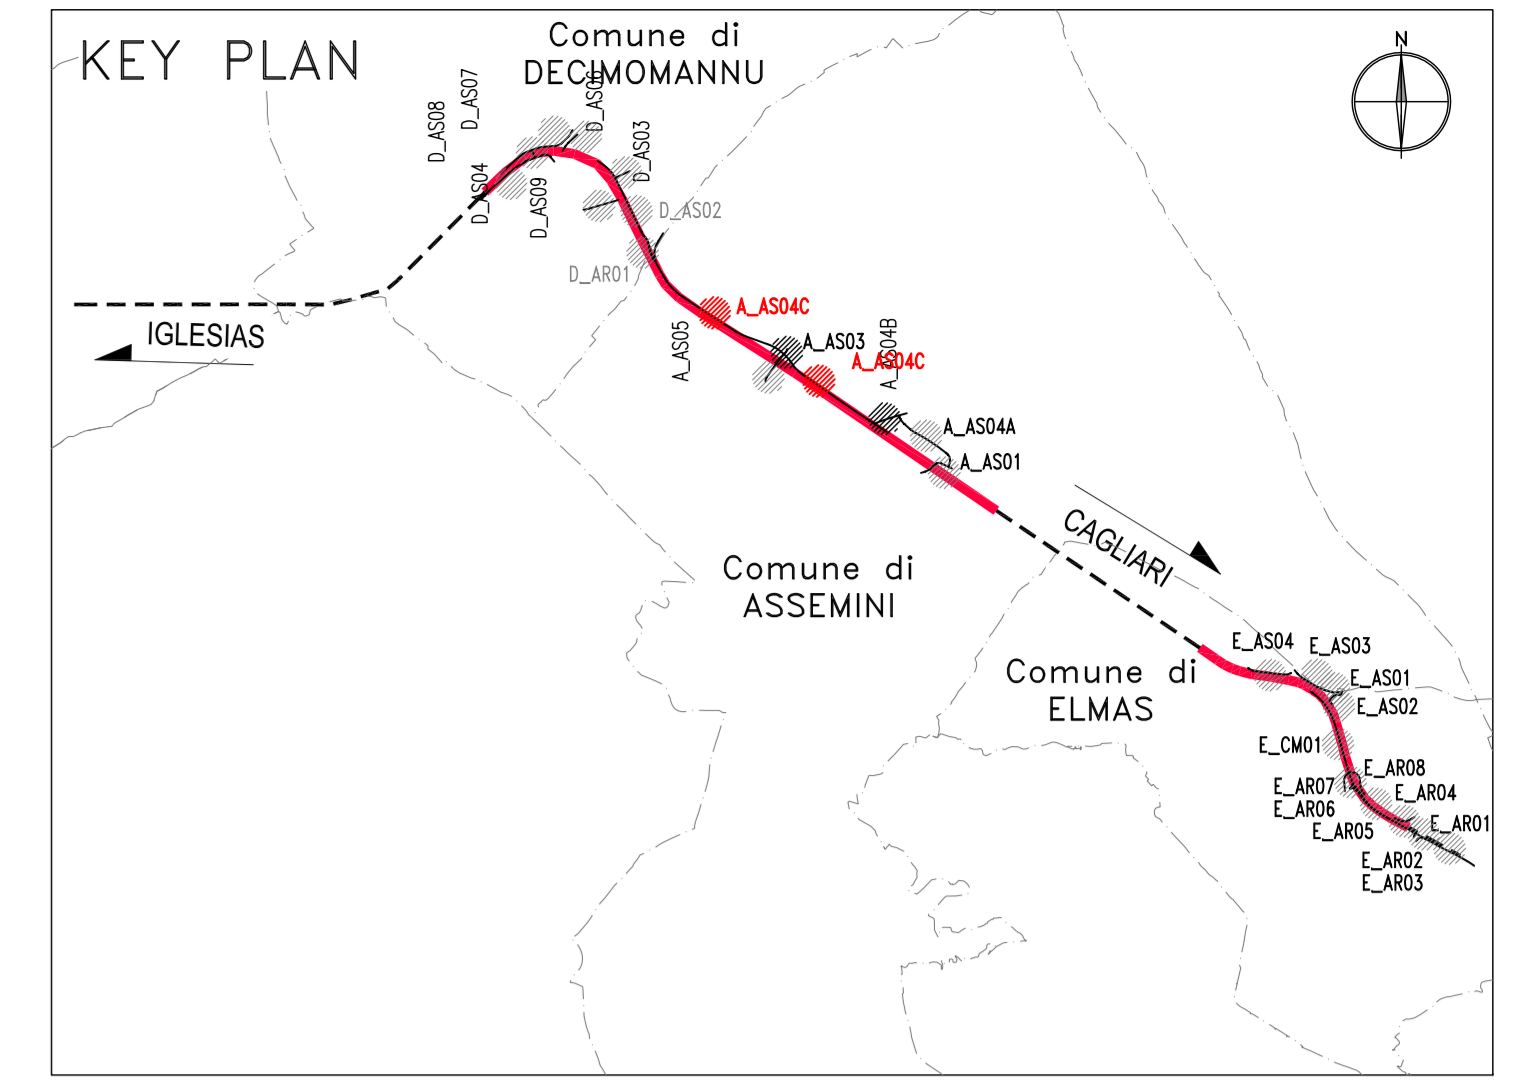 KEY PLAN
Comune di
DECIMOMANNU
N
D_AS08
D_AS07
D_AS06
D_AS03
D_AS04
D_AS09
D_AS02
D_AR01
IGLESIAS
A_AS04C
A_AS05
A_AS03
A_AS04C
A_AS04B
A_AS04A
A_AS01
CAGLIARI
Comune di
ASSEMINI
Comune di
ELMAS
E_AS04
E_AS03
E_AS01
E_AS02
E_CM01
E_AR08
E_AR07
E_AR04
E_AR06
E_AR05
E_AR01
E_AR02
E_AR03